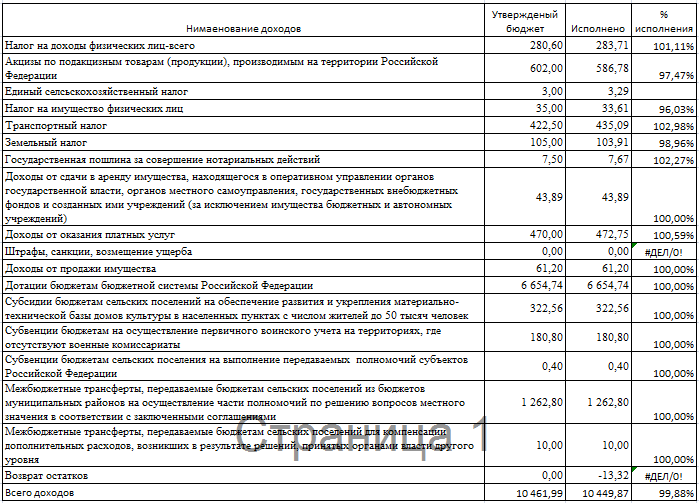 Нимаенование доходов Утвержденый бюджет Исполнено % исполнения
Налог на доходы физических лиц-всего 280,60 283,71 101,11%
Акцизы по подакцизным товарам (продукции), производимым на территории Российской
Федерации 602,00 586,78 97,47%
Единый сельсьскохозяйственный налог 3,00 3,29
Налог на имущество физических лиц 35,00 33,61 96,03%
Транспортный налог 422,50 435,09 102,98%
Земельный налог 105,00 103,91 98,96%
Государственная пошлина за совершение нотариальных действий 7,50 7,67 102,27%
Доходы от сдачи в аренду имущества, находящегося в оперативном управлении органов
государственной власти, органов местного самоуправления, государственных внебюджетных
фондов и созданных ими учреждений (за исключением имущества бюджетных и автономных
учреждений) 43,89 43,89 100,00%
Доходы от оказания платных услуг 470,00 472,75 100,59%
Штрафы, санкции, возмещение ущерба 0,00 0,00 #ДЕЛ/0!
Доходы от продажи имущества 61,20 61,20 100,00%
Дотации бюджетам бюджетной системы Российской Федерации 6 654,74 6 654,74 100,00%
Субсидии бюджетам сельских поселений на обеспечение развития и укрепления материально-
технической базы домов культуры в населенных пунктах с числом жителей до 50 тысяч человек 322,56 322,56 100,00%
Субвенции бюджетам на осуществление первичного воинского учета на территориях, где
отсутствуют военные комиссариаты 180,80 180,80 100,00%
Субвенции бюджетам сельских поселения на выполнение передаваемых полномочий субъектов
Российской Федерации 0,40 0,40 100,00%
Межбюджетные трансферты, передаваемые бюджетам сельских поселений из бюджетов
муниципальных районов на осуществление части полномочий по решению вопросов местного
значения в соответствии с заключенными соглашениями 1 262,80 1 262,80 100,00%
Страница 1
Межбюджетные трансферты, передаваемые бюджетам сельских поселений для компенсации
дополнительных расходов, возникших в результате решений, принятых органами власти другого
уровня 10,00 10,00 100,00%
Возврат остатков 0,00 -13,32 #ДЕЛ/0!
Всего доходов 10 461,99 10 449,87 99,88%